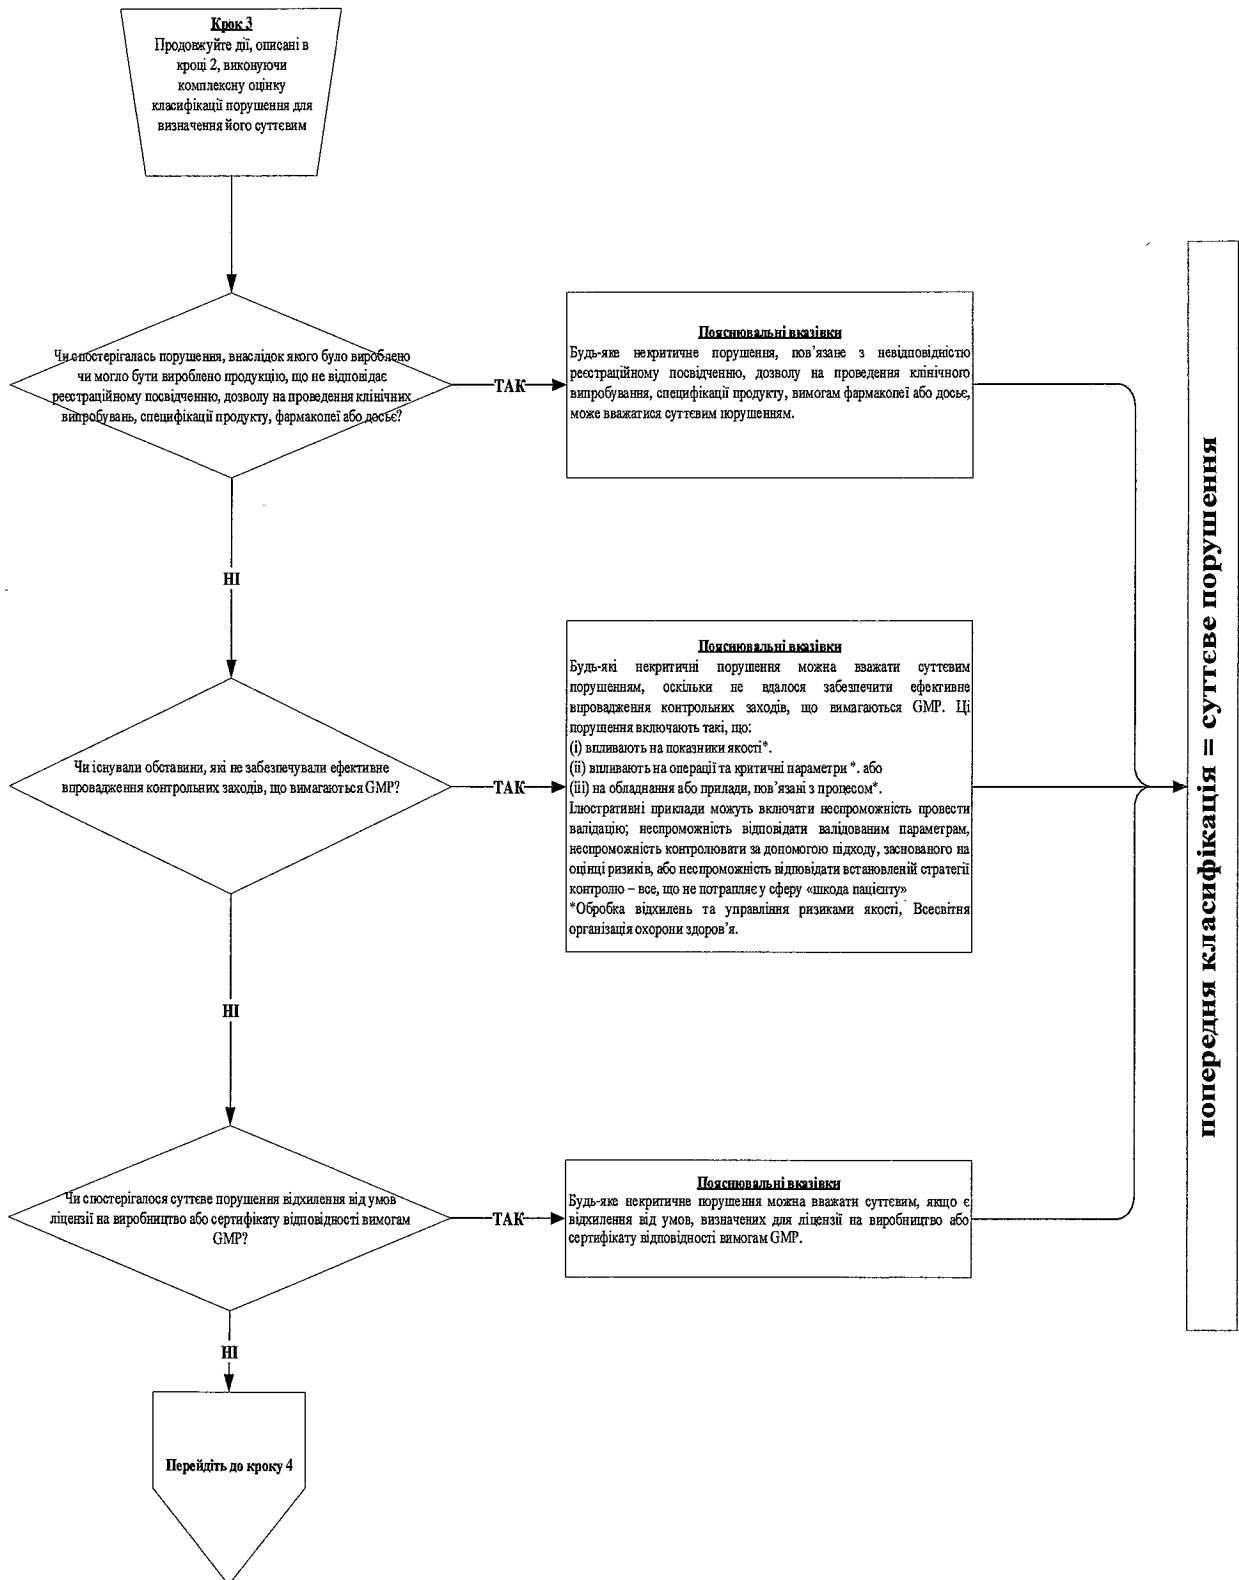 Крок 3
Продовжуйте дії, описані в
кроці 2, виконуючи
комплексну оцінку
класифікації порушення для
визначення його суттєвим
Чи спостерігалась порушення, внаслідок якого було вироблено
чи могло бути вироблено продукцію, що не відповідає
реєстраційному посвідченню, дозволу на проведення клінічних
випробувань, специфікації продукту, фармакопеї або досьє?
ТАК
Пояснювальні вказівки
Будь-яке некритичне порушення, пов’язане з невідповідністю
реєстраційному посвідченню, дозволу на проведення клінічного
випробування, специфікації продукту, вимогам фармакопеї або досьє,
може вважатися суттєвим порушенням.
НІ
Чи існували обставини, які не забезпечували ефективне
впровадження контрольних заходів, що вимагаються GMP?
ТАК
Пояснювальні вказівки
Будь-які некритичні порушення можна вважати суттєвим
порушенням, оскільки не вдалося забезпечити ефективне
впровадження контрольних заходів, що вимагаються GMP. Ці
порушення включають такі, що:
(i) впливають на показники якості*.
(ii) впливають на операції та критичні параметри *. або
(iii) на обладнання або прилади, пов’язані з процесом*.
Ілюстративні приклади можуть включати неспроможність провести
валідацію; неспроможність відповідати валідованим параметрам,
неспроможність контролювати за допомогою підходу, заснованого на
оцінці ризиків, або неспроможність відповідати встановленій стратегії
контролю – все, що не потрапляє у сферу «шкода пацієнту»
*Обробка відхилень та управління ризиками якості, Всесвітня
організація охорони здоров’я.
НІ
Чи спостерігалося суттєве порушення відхилення від умов
ліцензії на виробництво або сертифікату відповідності вимогам
GMP?
ТАК
Пояснювальні вказівки
Будь-яке некритичне порушення можна вважати суттєвим, якщо є
відхилення від умов, визначених для ліцензії на виробництво або
сертифікату відповідності вимогам GMP.
НІ
Перейдіть до кроку 4
попередня класифікація = суттєве порушення